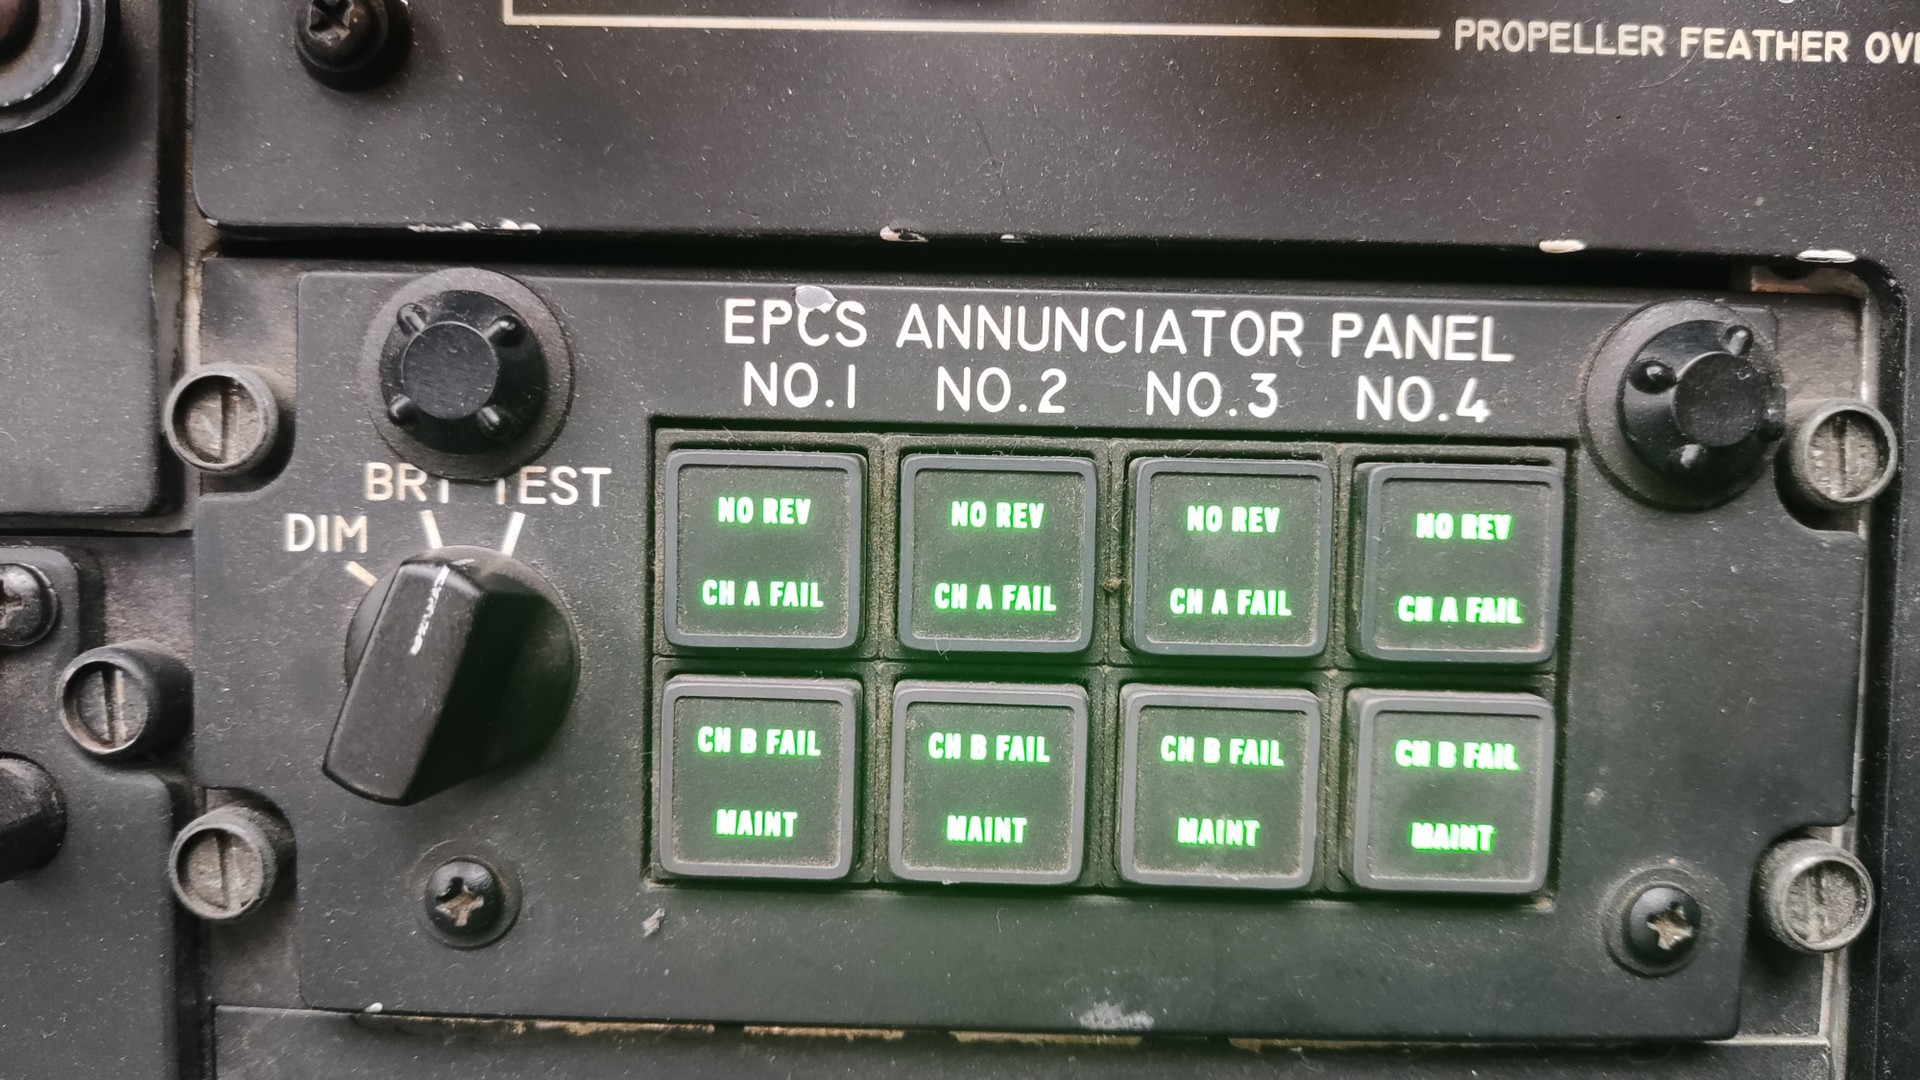 PROPELLER FEATHER
EPCS ANNUNCIATOR PANEL
NO.1 NO.2 NO.3 NO.4
BRT TEST
DIM
NO REV NO REV NO REV NO REV
CH A FAIL CH A FAIL CH A FAIL CH A FAIL
CH B FAIL CH B FAIL CH B FAIL CH B FAIL
MAINT MAINT MAINT MAINT